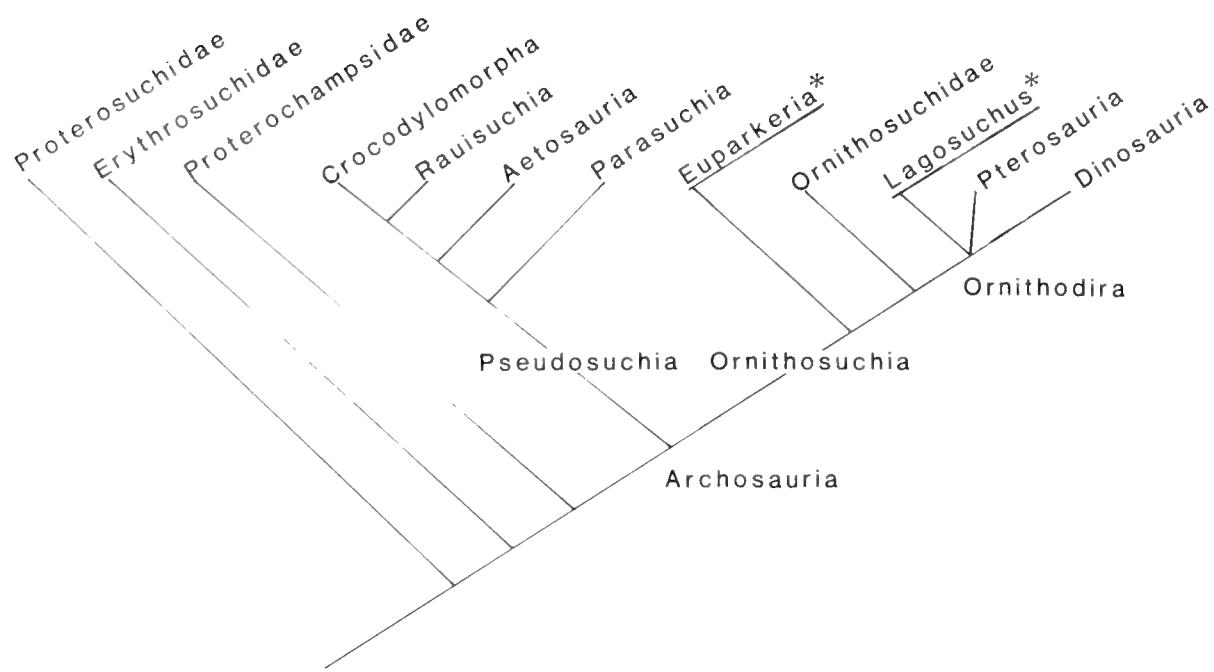 Proterosuchidae
Erythrosuchidae
Proterochampsidae
Crocodylomorpha
Rauisuchia
Aetosauria
Parasuchia
Euparkeria*
Ornithosuchidae
Lagosuchus*
Pterosauria
Dinosauria
Ornithodira
Pseudosuchia
Ornithosuchia
Archosauria